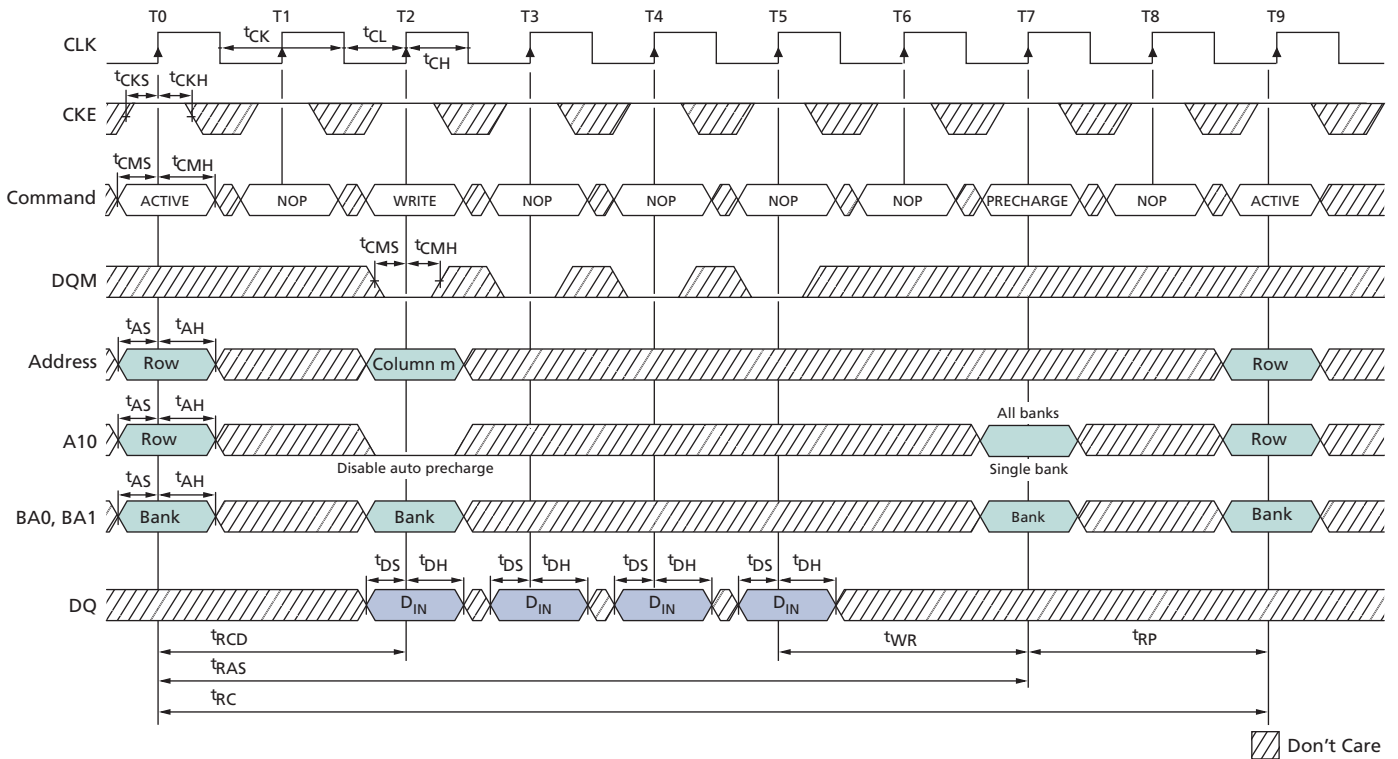 T0 T1 T2 T3 T4 T5 T6 T7 T8 T9
CLK tCK tCL tCH
tCKS tCKH
CKE
tCMS tCMH
Command ACTIVE NOP WRITE NOP NOP NOP NOP PRECHARGE NOP ACTIVE
tCMS tCMH
DQM
tAS tAH
Address Row Column m Row
tAS tAH All banks
A10 Row Row
Disable auto precharge Single bank
tAS tAH
BA0, BA1 Bank Bank Bank Bank
tDS tDH tDS tDH tDS tDH tDS tDH
DQ DIN DIN DIN DIN
tRCD tWR tRP
tRAS
tRC
Don't Care